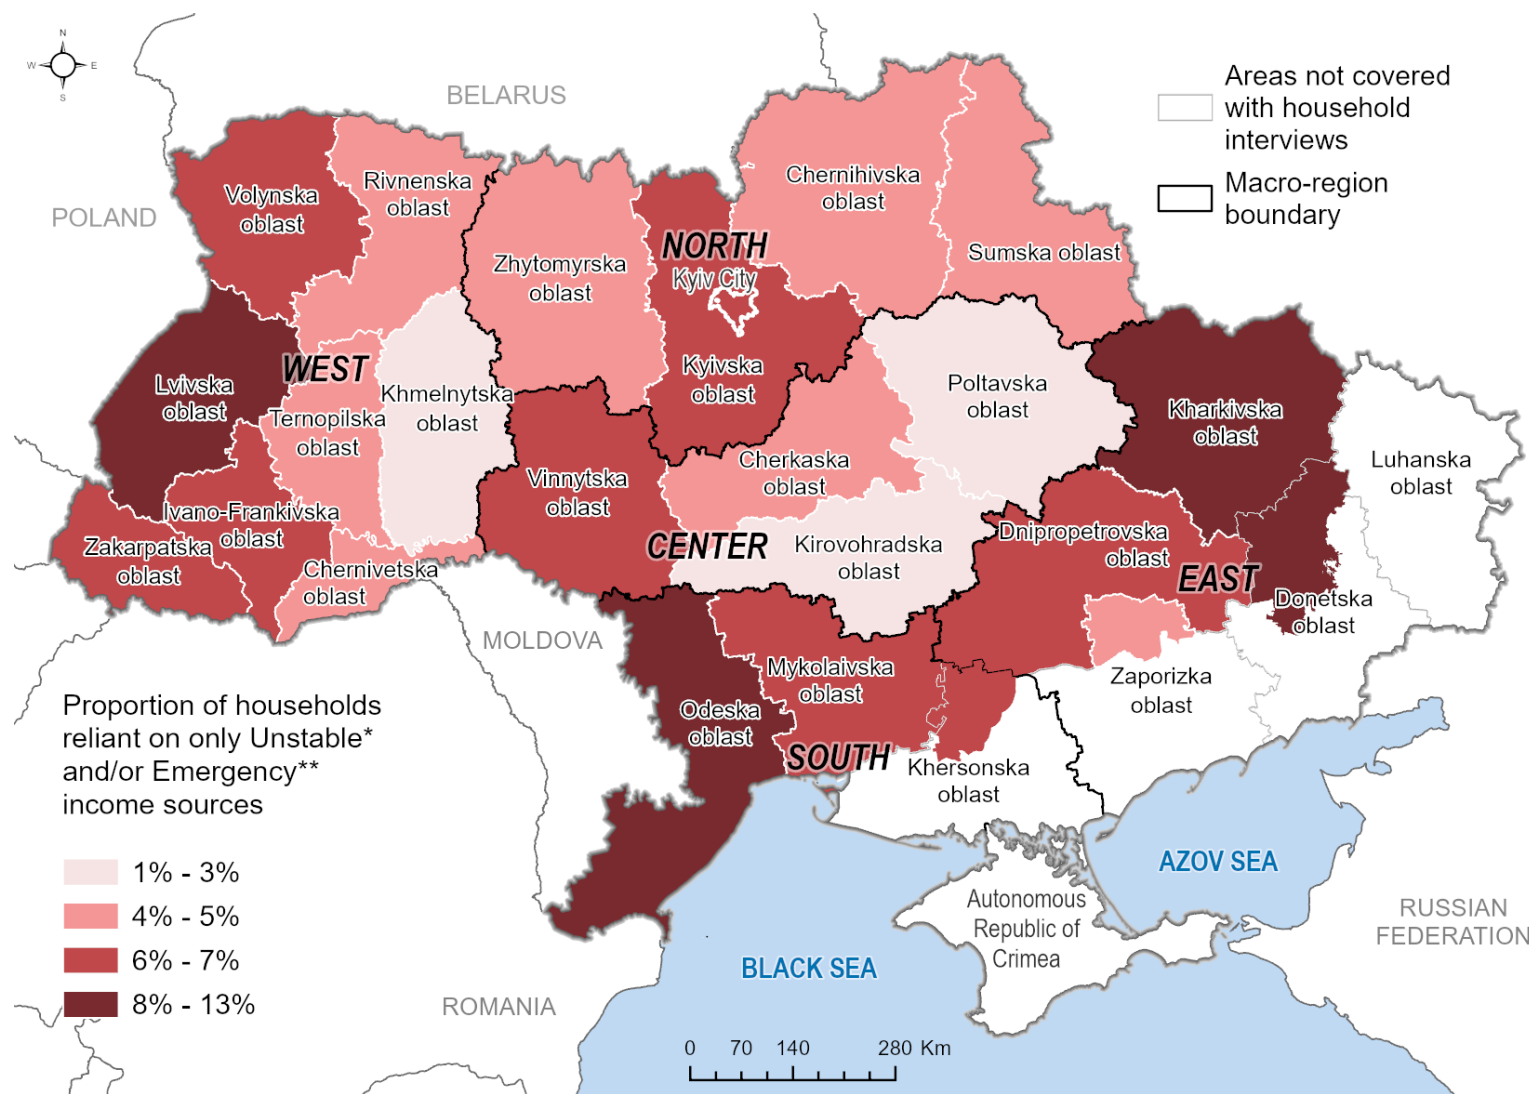 N
W
E
S
BELARUS
POLAND
Areas not covered
with household
interviews
Macro-region
boundary
Volynska
oblast
Rivnenska
oblast
Zhytomyrska
oblast
NORTH
Kyiv City
Kyivska
oblast
Chernihivska
oblast
Sumska oblast
Lvivska
oblast
WEST
Ternopilska
oblast
Khmelnytska
oblast
Poltavska
oblast
Kharkivska
oblast
Luhanska
oblast
Cherkaska
oblast
Vinnytska
oblast
Ivano-Frankivska
oblast
Zakarpatska
oblast
Chernivetska
oblast
CENTER
Kirovohradska
oblast
Dnipropetrovska
oblast
EAST
Donetska
oblast
MOLDOVA
Mykolaivska
oblast
Zaporizka
oblast
Odeska
oblast
SOUTH
Khersonska
oblast
Proportion of households
reliant on only Unstable*
and/or Emergency**
income sources
1% - 3%
4% - 5%
6% - 7%
8% - 13%
AZOV SEA
Autonomous
Republic of
Crimea
BLACK SEA
RUSSIAN
FEDERATION
ROMANIA
0 70 140 280 Km